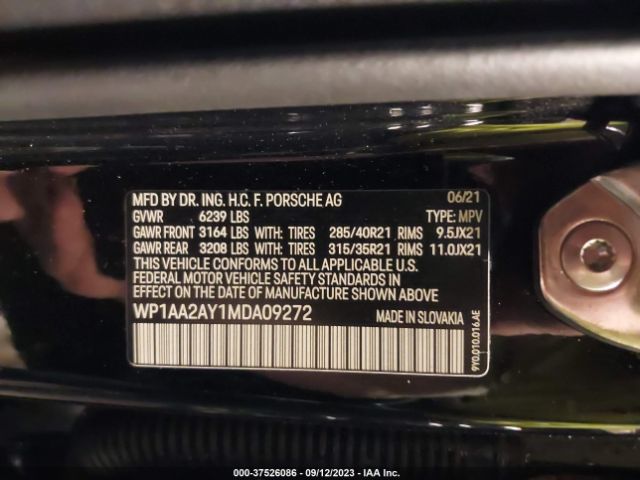 MFD BY DR. ING. H.C. F. PORSCHE AG 06/21
GVWR 6239 LBS TYPE: MPV
GAWR FRONT 3164 LBS WITH: TIRES 285/40R21 RIMS 9.5JX21
GAWR REAR 3208 LBS WITH: TIRES 315/35R21 RIMS 11.0JX21
THIS VEHICLE CONFORMS TO ALL APPLICABLE U.S.
FEDERAL MOTOR VEHICLE SAFETY STANDARDS IN
EFFECT ON THE DATE OF MANUFACTURE SHOWN ABOVE
WP1AA2AY1MDA09272 MADE IN SLOVAKIA
9Y0.010.016.AE
000-37526086 - 09/12/2023 - IAA Inc.